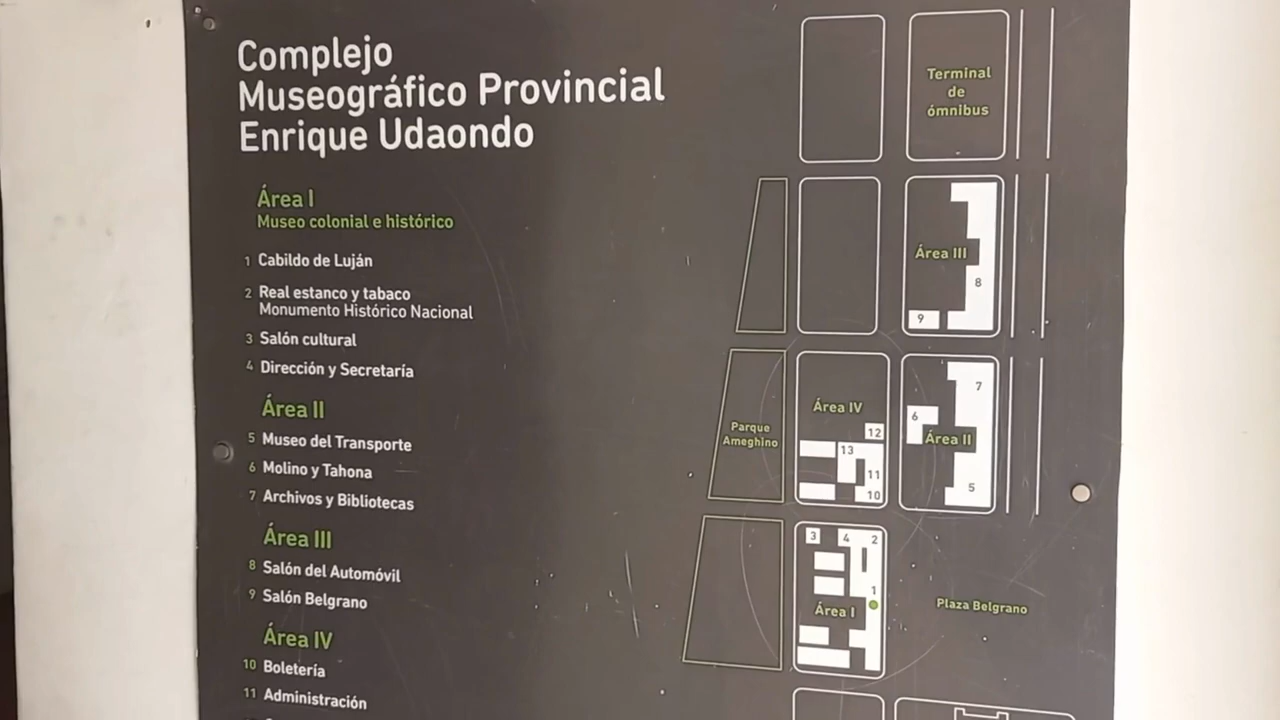 Complejo
Museográfico Provincial
Enrique Udaondo
Área I
Museo colonial e histórico
1 Cabildo de Luján
2 Real estanco y tabaco
Monumento Histórico Nacional
3 Salón cultural
4 Dirección y Secretaría
Área II
5 Museo del Transporte
6 Molino y Tahona
7 Archivos y Bibliotecas
Área III
8 Salón del Automóvil
9 Salón Belgrano
Área IV
10 Boletería
11 Administración
Terminal
de
ómnibus
Área III
8
9
Área IV
12
13
11
10
7
6
Área II
5
Parque
Ameghino
3
4
2
1
Área I
Plaza Belgrano